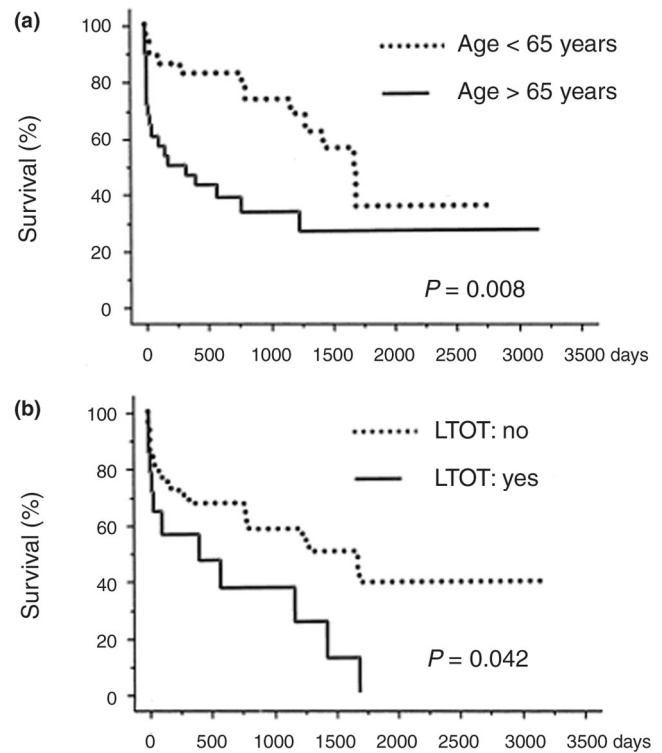 (a)
100
80
60
40
20
0
Survival (%)
Age < 65 years
Age > 65 years
P = 0.008
0 500 1000 1500 2000 2500 3000 3500 days
(b)
100
80
60
40
20
0
Survival (%)
LTOT: no
LTOT: yes
P = 0.042
0 500 1000 1500 2000 2500 3000 3500 days